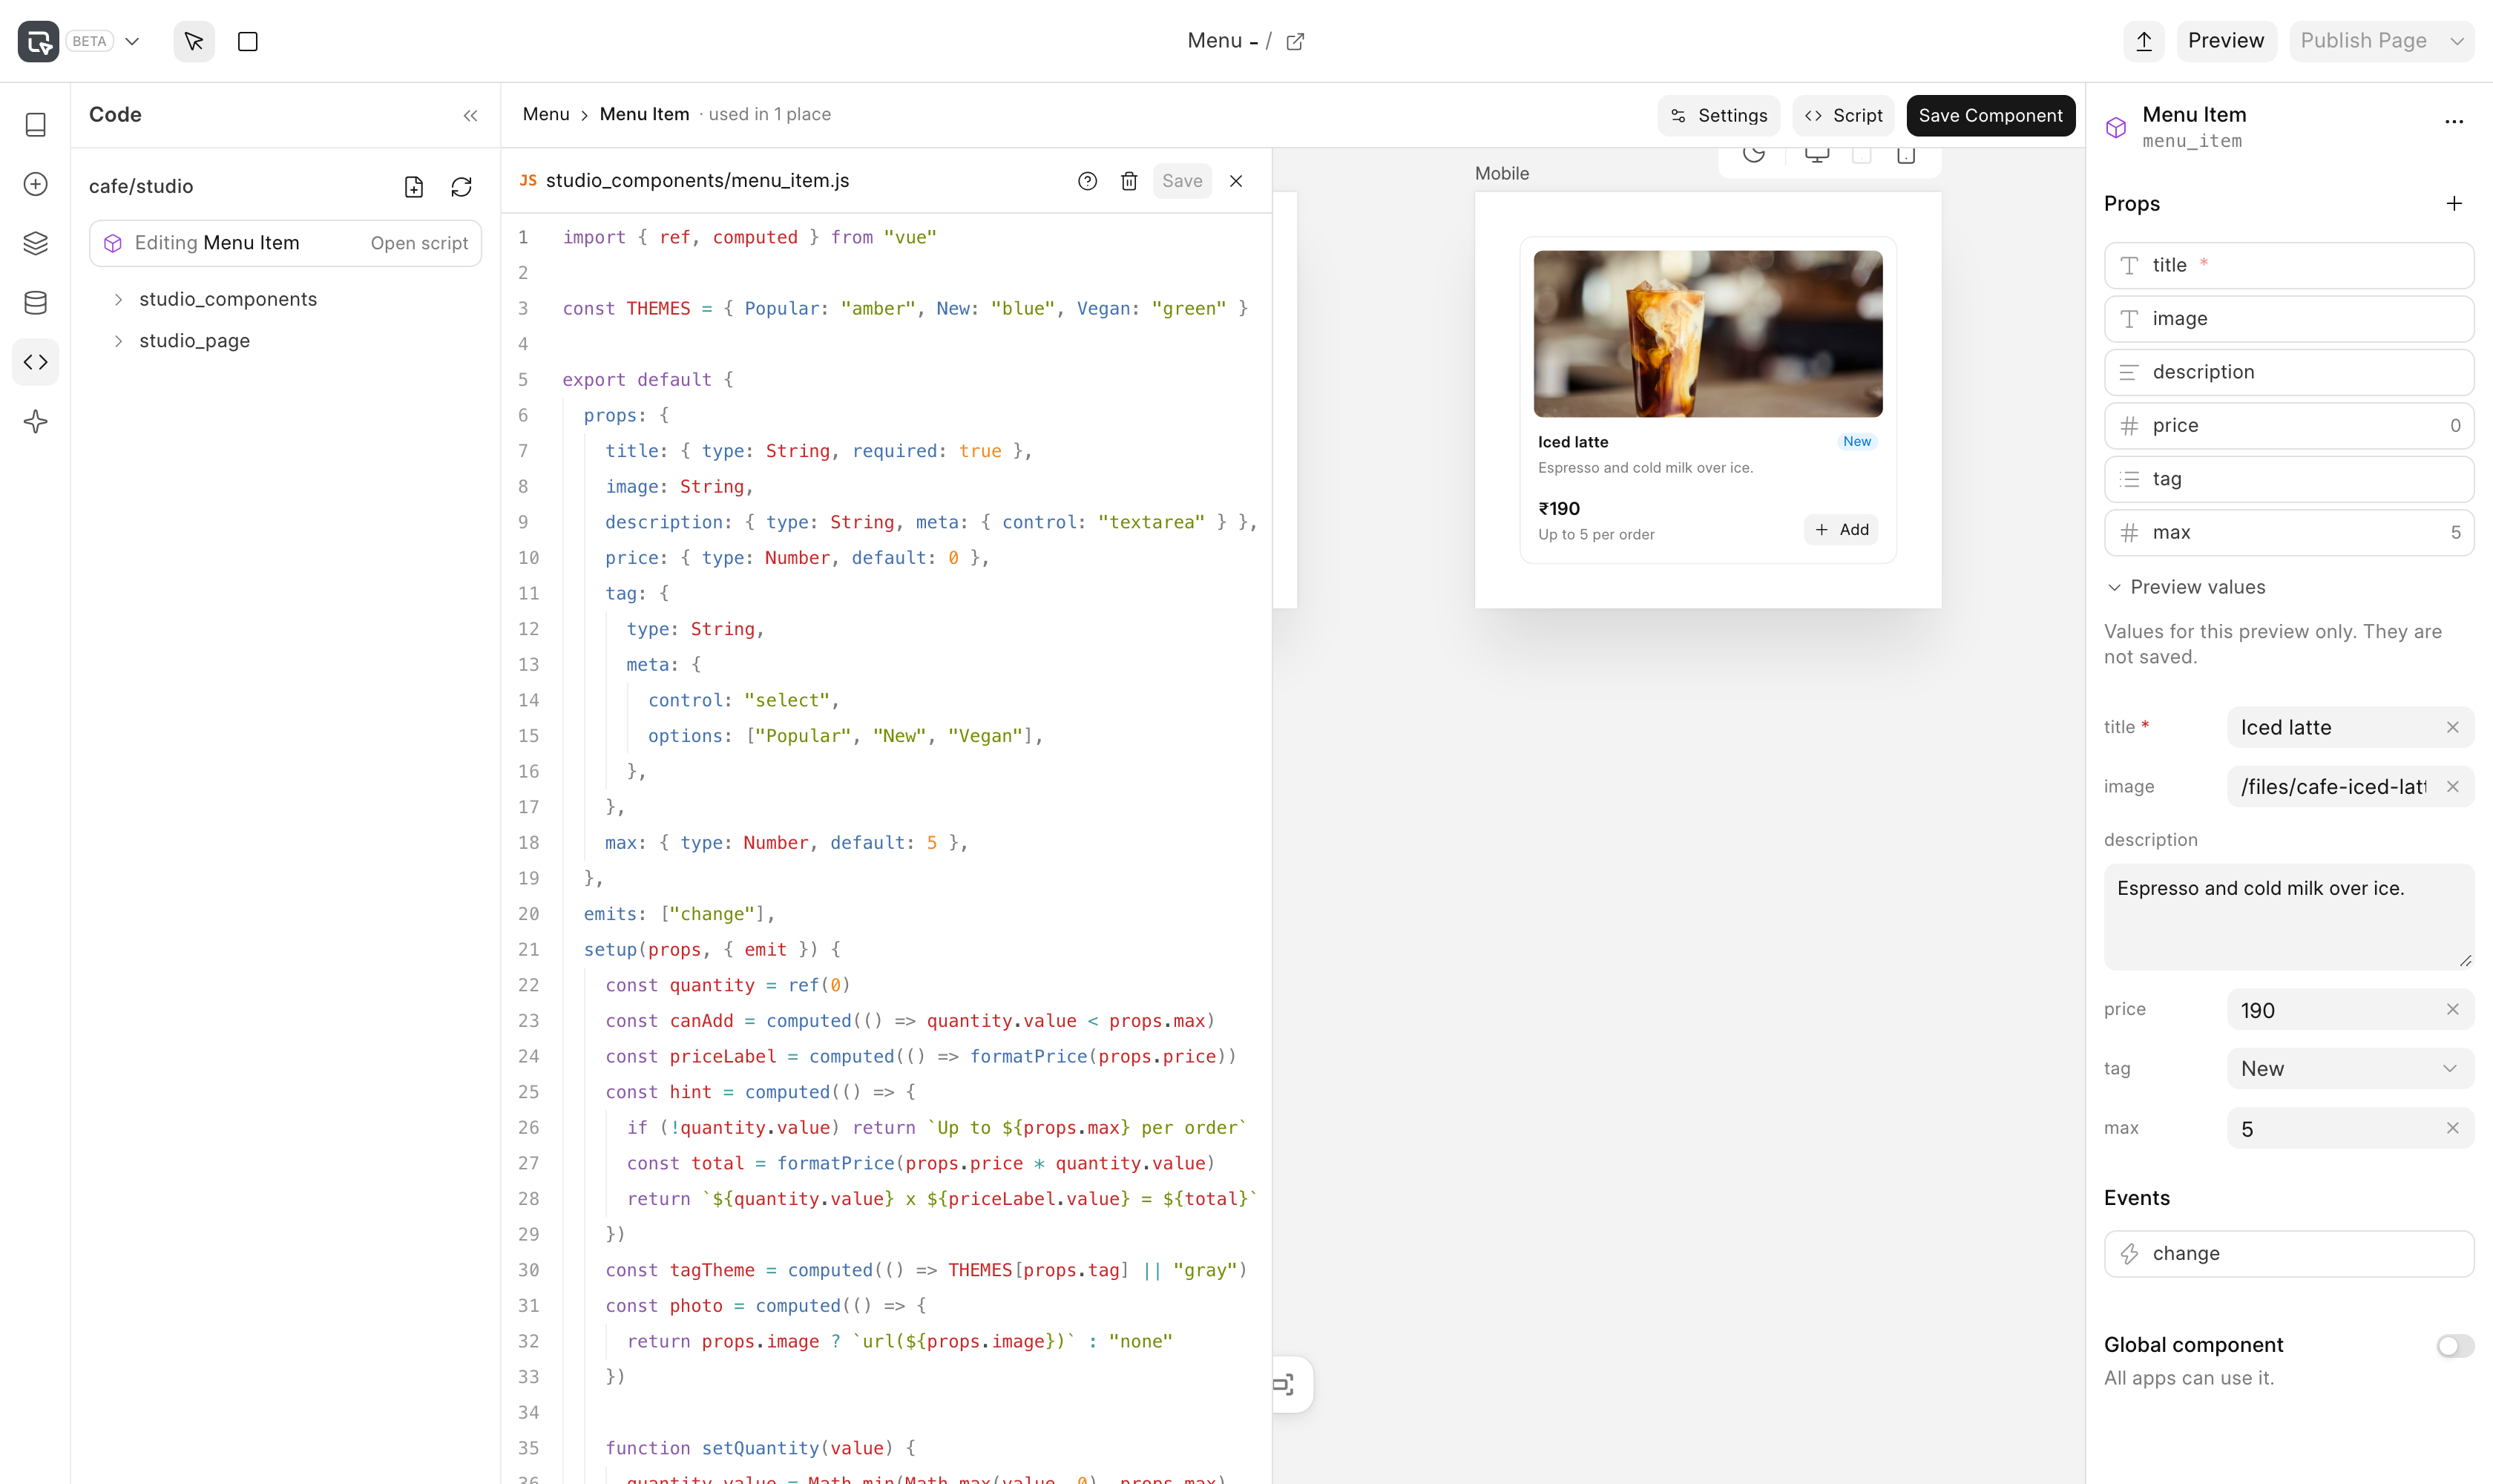 BETA
Menu - /
Preview
Publish Page
Code
cafe/studio
Editing Menu Item
Open script
studio_components
studio_page
Menu > Menu Item · used in 1 place
Settings
Script
Save Component
JS studio_components/menu_item.js
Save
1 import { ref, computed } from "vue"
2
3 const THEMES = { Popular: "amber", New: "blue", Vegan: "green" }
4
5 export default {
6 props: {
7 title: { type: String, required: true },
8 image: String,
9 description: { type: String, meta: { control: "textarea" } },
10 price: { type: Number, default: 0 },
11 tag: {
12 type: String,
13 meta: {
14 control: "select",
15 options: ["Popular", "New", "Vegan"],
16 },
17 },
18 max: { type: Number, default: 5 },
19 },
20 emits: ["change"],
21 setup(props, { emit }) {
22 const quantity = ref(0)
23 const canAdd = computed(() => quantity.value < props.max)
24 const priceLabel = computed(() => formatPrice(props.price))
25 const hint = computed(() => {
26 if (!quantity.value) return `Up to ${props.max} per order`
27 const total = formatPrice(props.price * quantity.value)
28 return `${quantity.value} x ${priceLabel.value} = ${total}`
29 })
30 const tagTheme = computed(() => THEMES[props.tag] || "gray")
31 const photo = computed(() => {
32 return props.image ? `url(${props.image})` : "none"
33 })
34
35 function setQuantity(value) {
36 quantity.value = Math.min(Math.max(value, 0), props.max)
Mobile
Iced latte
New
Espresso and cold milk over ice.
₹190
Up to 5 per order
+ Add
Menu Item
menu_item
Props
title *
image
description
price 0
tag
max 5
Preview values
Values for this preview only. They are
not saved.
title * Iced latte
image /files/cafe-iced-latt
description
Espresso and cold milk over ice.
price 190
tag New
max 5
Events
change
Global component
All apps can use it.